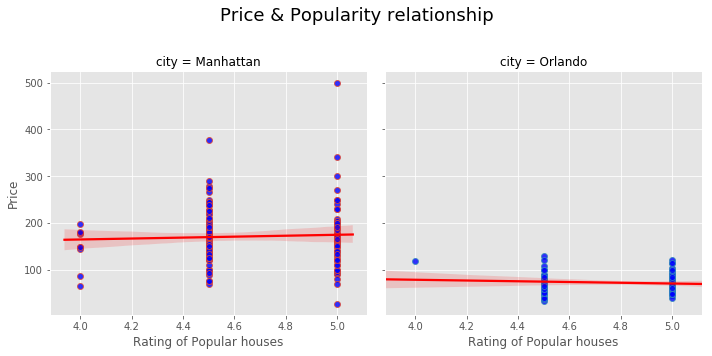 Price & Popularity relationship
city = Manhattan
city = Orlando
500
400
300
200
100
Price
4.0 4.2 4.4 4.6 4.8 5.0
4.0 4.2 4.4 4.6 4.8 5.0
Rating of Popular houses
Rating of Popular houses